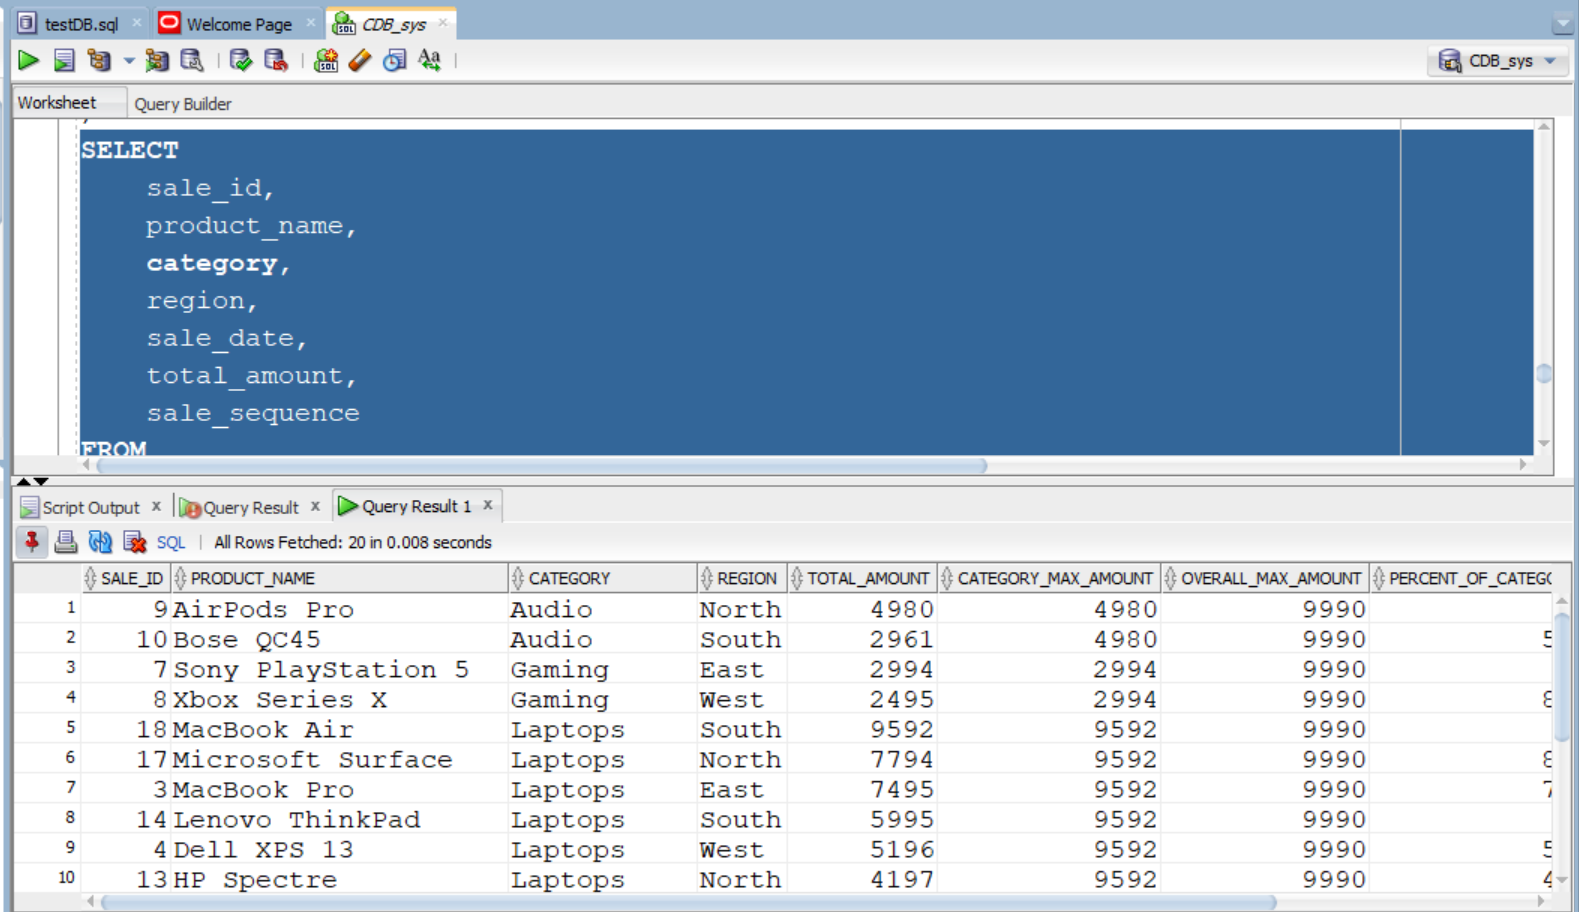 testDB.sql Welcome Page CDB_sys
CDB_sys
Worksheet Query Builder
SELECT
sale_id,
product_name,
category,
region,
sale_date,
total_amount,
sale_sequence
FROM
Script Output Query Result Query Result 1
SQL All Rows Fetched: 20 in 0.008 seconds
SALE_ID PRODUCT_NAME CATEGORY REGION TOTAL_AMOUNT CATEGORY_MAX_AMOUNT OVERALL_MAX_AMOUNT PERCENT_OF_CATEG
1 9 AirPods Pro Audio North 4980 4980 9990
2 10 Bose QC45 Audio South 2961 4980 9990 5
3 7 Sony PlayStation 5 Gaming East 2994 2994 9990
4 8 Xbox Series X Gaming West 2495 2994 9990 8
5 18 MacBook Air Laptops South 9592 9592 9990
6 17 Microsoft Surface Laptops North 7794 9592 9990 8
7 3 MacBook Pro Laptops East 7495 9592 9990 7
8 14 Lenovo ThinkPad Laptops South 5995 9592 9990
9 4 Dell XPS 13 Laptops West 5196 9592 9990 5
10 13 HP Spectre Laptops North 4197 9592 9990 4